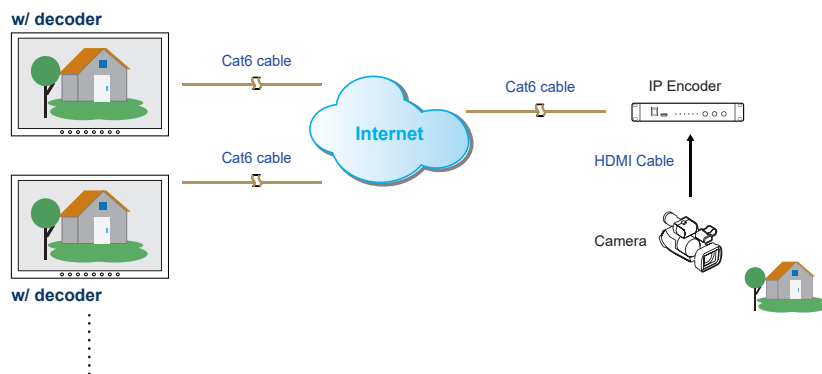 w/ decoder
Cat6 cable
Cat6 cable
IP Encoder
Internet
Cat6 cable
HDMI Cable
Camera
w/ decoder